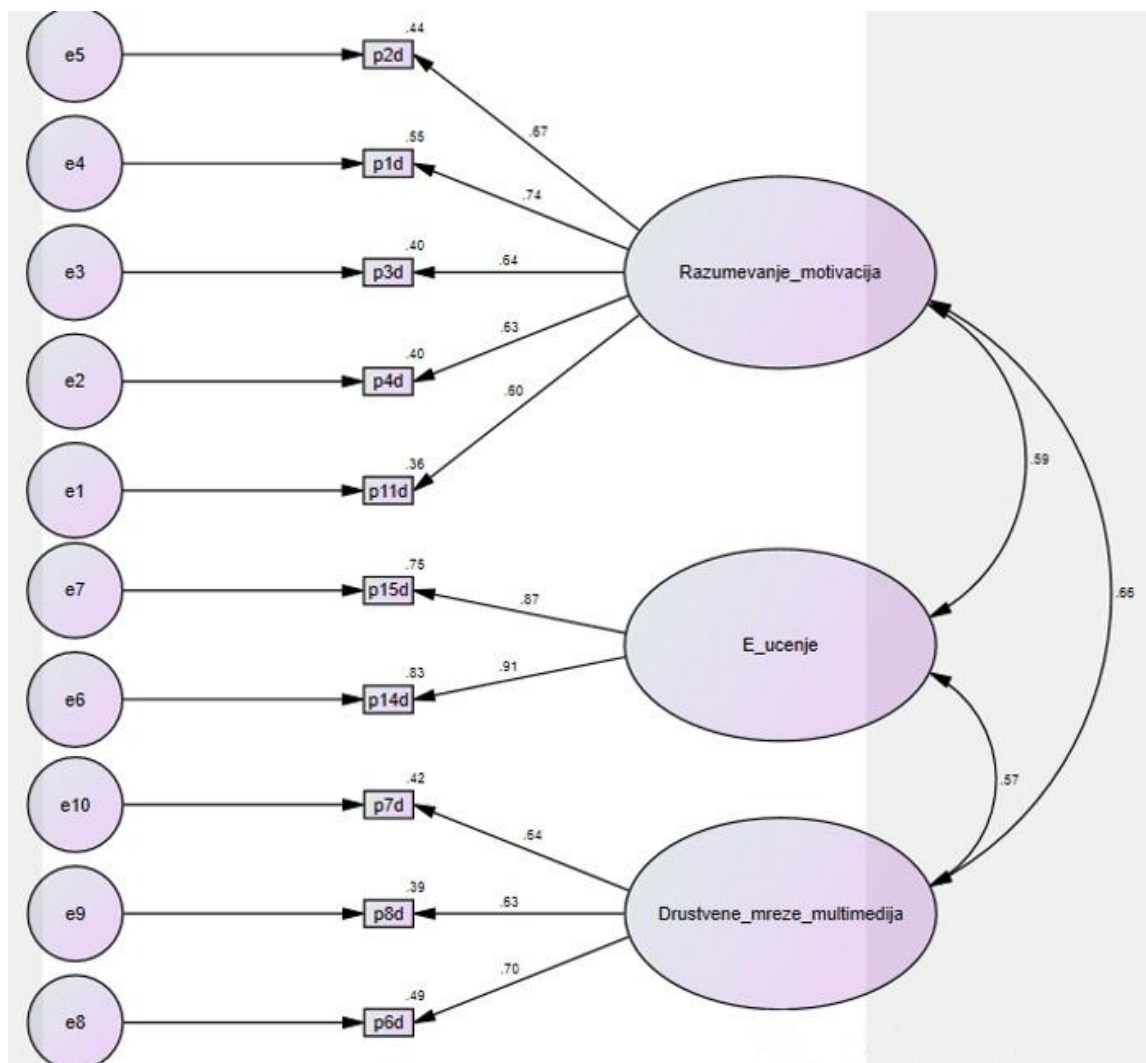 .44
e5 p2d
.67
.55
e4 p1d
.74
.40
e3 p3d .64 Razumevanje_motivacija
.63
.40
e2 p4d
.60
.59
.36
e1 p11d
.75
e7 p15d
.87
.66
E_ucenje
.91
.83
e6 p14d
.57
.42
e10 p7d
.64
.39
e9 p8d .63 Drustvene_mreze_multimedija
.70
.49
e8 p6d